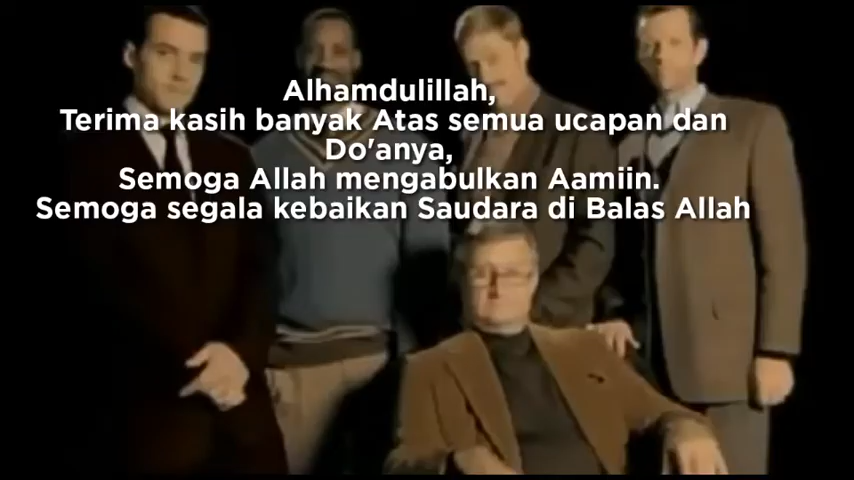 Alhamdulillah,
Terima kasih banyak Atas semua ucapan dan
Do'anya,
Semoga Allah mengabulkan Aamiin.
Semoga segala kebaikan Saudara di Balas Allah